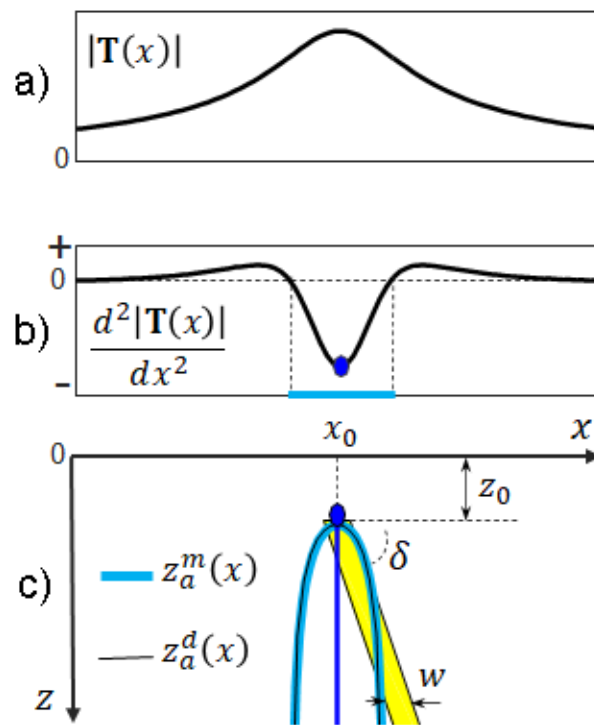 |𝐓(𝑥)|
a)
0
+
0
b)
𝑑²|𝐓(𝑥)|
𝑑𝑥²
-
0
𝑥₀
𝑥
𝑧₀
𝛿
c)
𝑧ₐᵐ(𝑥)
𝑧ₐᵈ(𝑥)
𝑤
𝑧